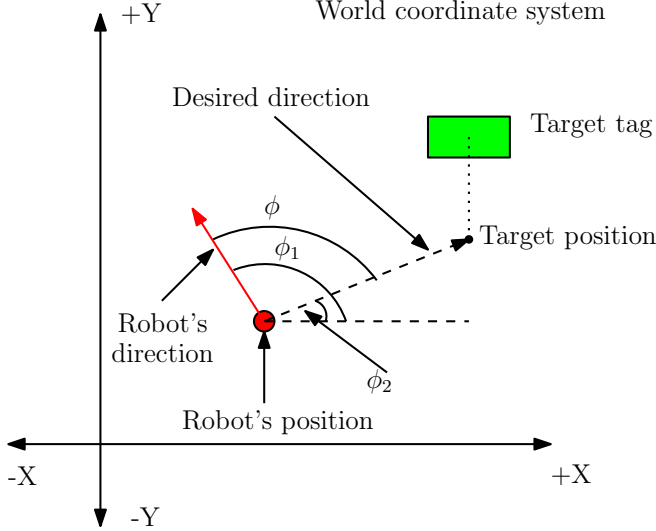 World coordinate system
+Y
Desired direction
Target tag
ϕ
Target position
ϕ1
Robot's
direction
ϕ2
Robot's position
-X
+X
-Y